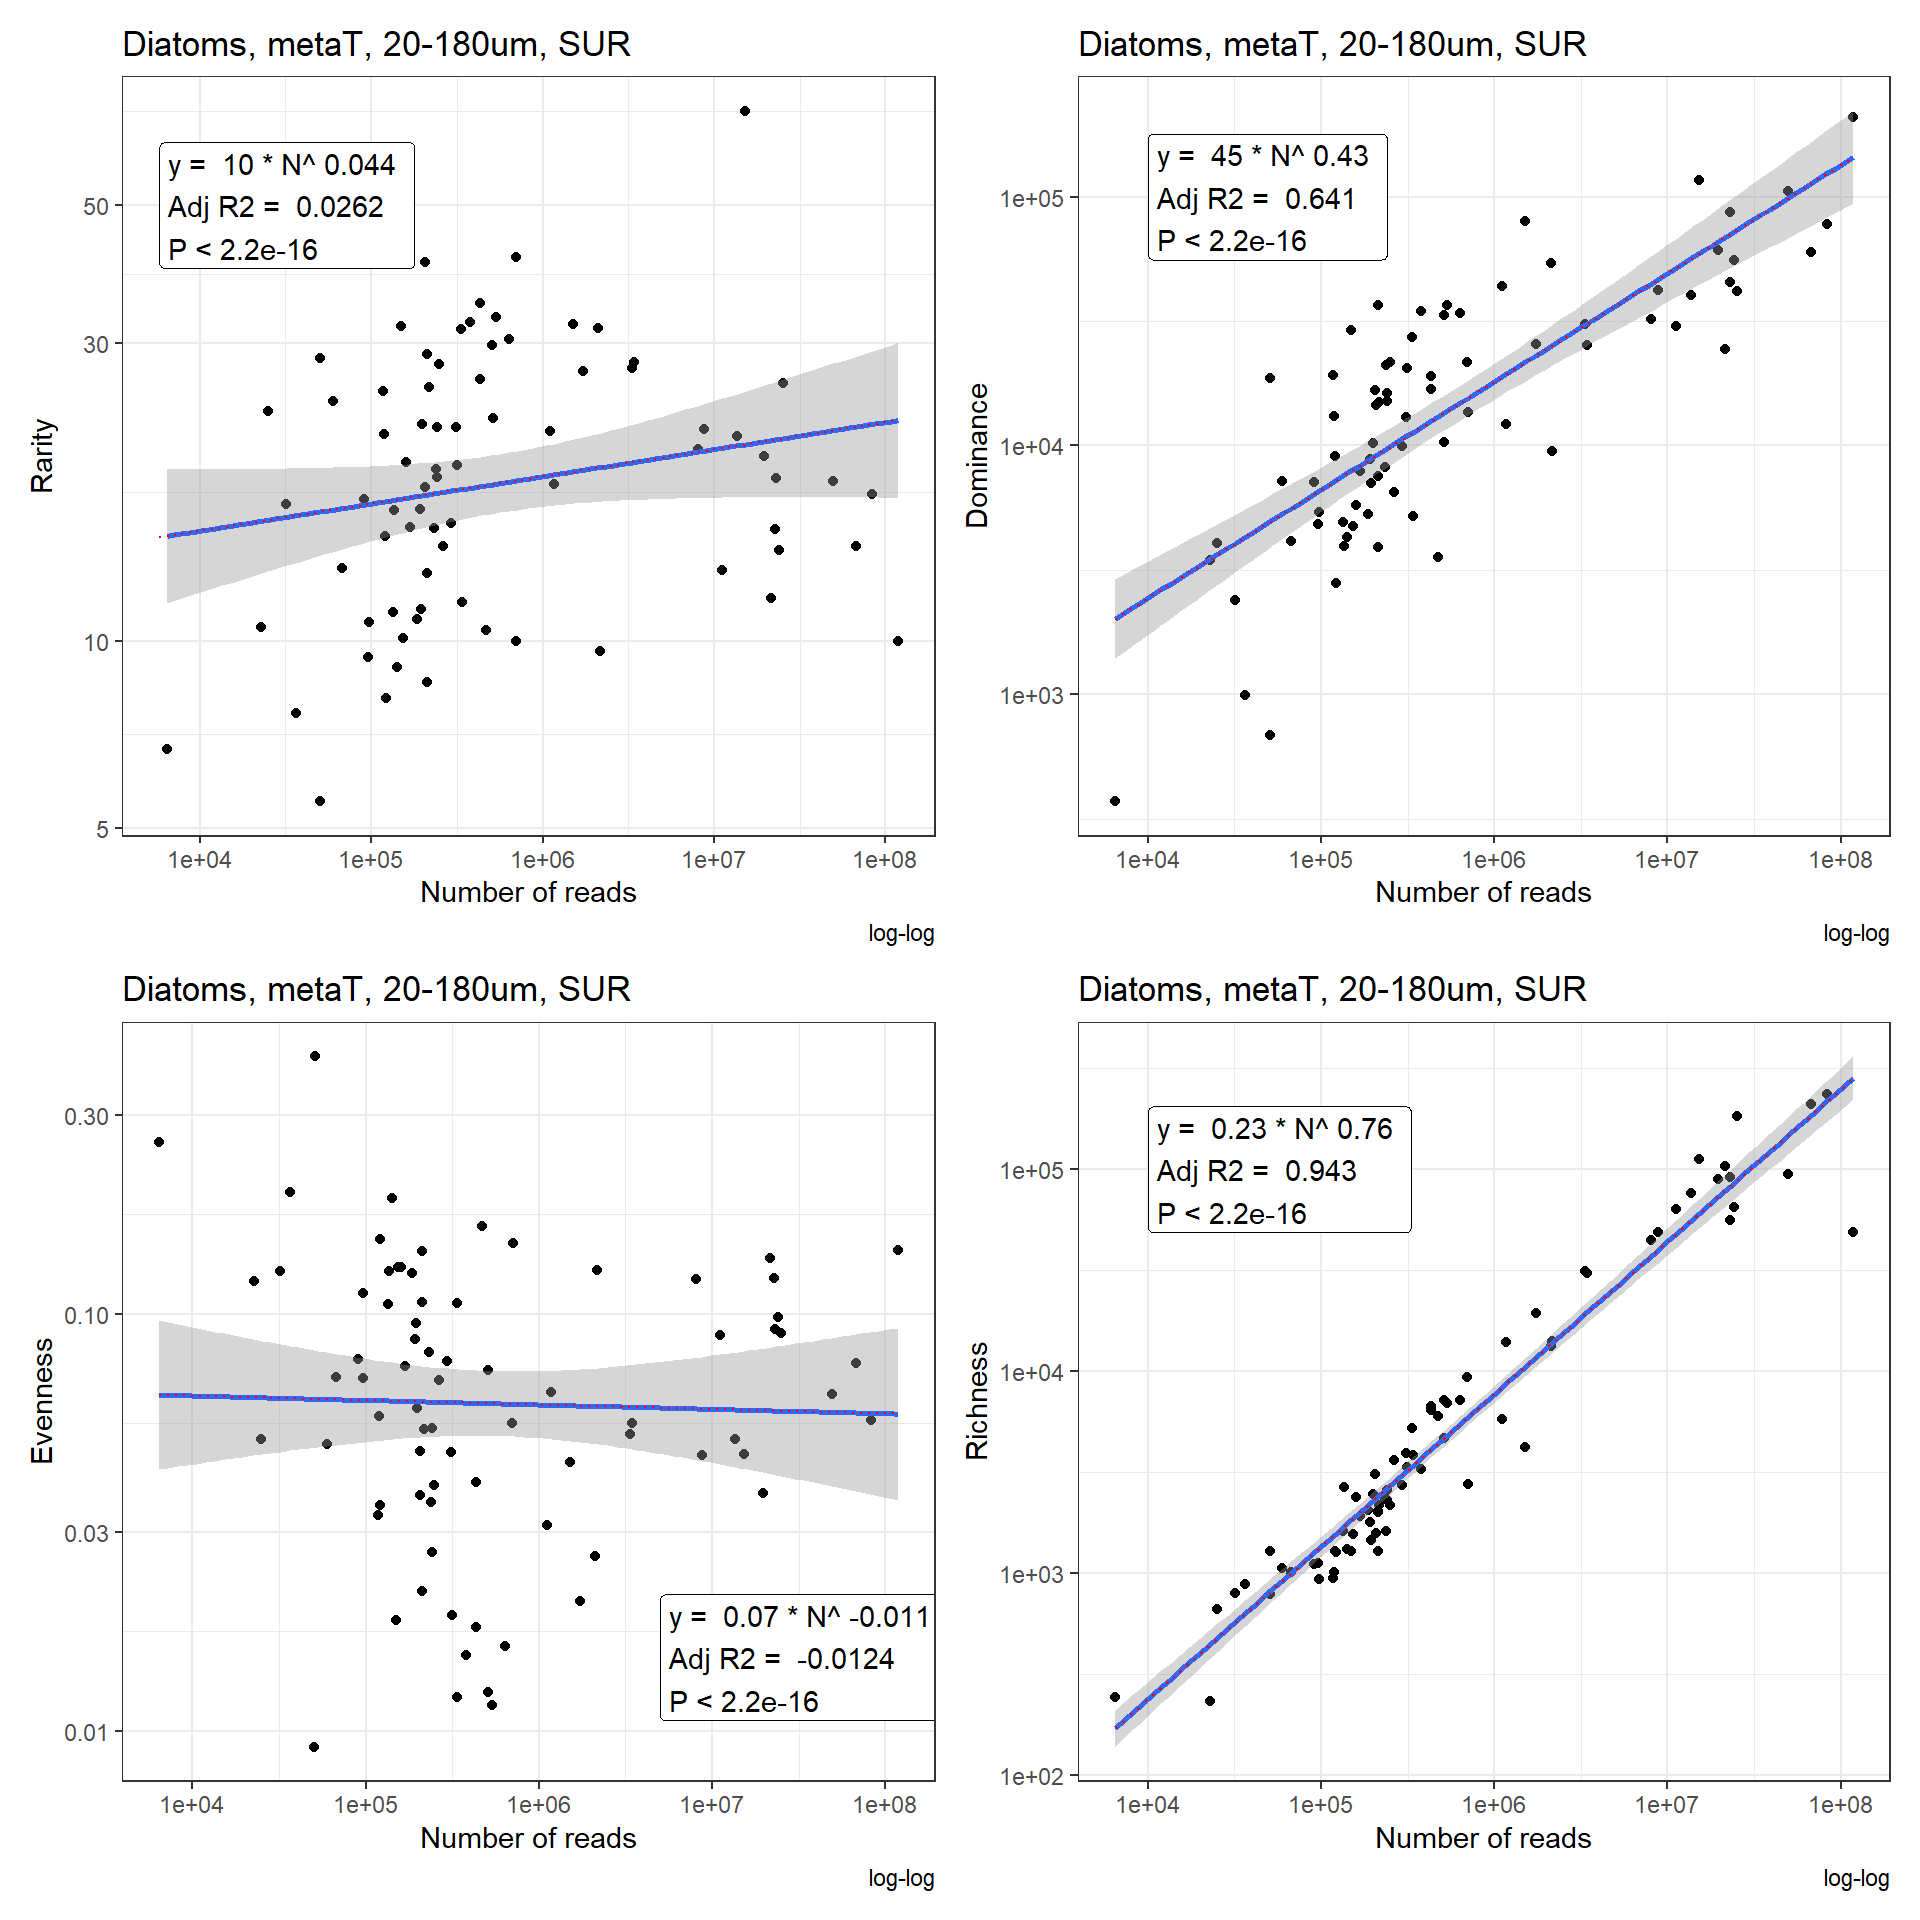 Diatoms, metaT, 20-180um, SUR
y =  10 * N^ 0.044
Adj R2 =  0.0262
P < 2.2e-16
50
30
10
5
Rarity
1e+04 1e+05 1e+06 1e+07 1e+08
Number of reads
log-log
Diatoms, metaT, 20-180um, SUR
y =  45 * N^ 0.43
Adj R2 =  0.641
P < 2.2e-16
1e+05
1e+04
1e+03
Dominance
1e+04 1e+05 1e+06 1e+07 1e+08
Number of reads
log-log
Diatoms, metaT, 20-180um, SUR
0.30
0.10
0.03
0.01
Evenness
y =  0.07 * N^ -0.011
Adj R2 =  -0.0124
P < 2.2e-16
1e+04 1e+05 1e+06 1e+07 1e+08
Number of reads
log-log
Diatoms, metaT, 20-180um, SUR
y =  0.23 * N^ 0.76
Adj R2 =  0.943
P < 2.2e-16
1e+05
1e+04
1e+03
1e+02
Richness
1e+04 1e+05 1e+06 1e+07 1e+08
Number of reads
log-log